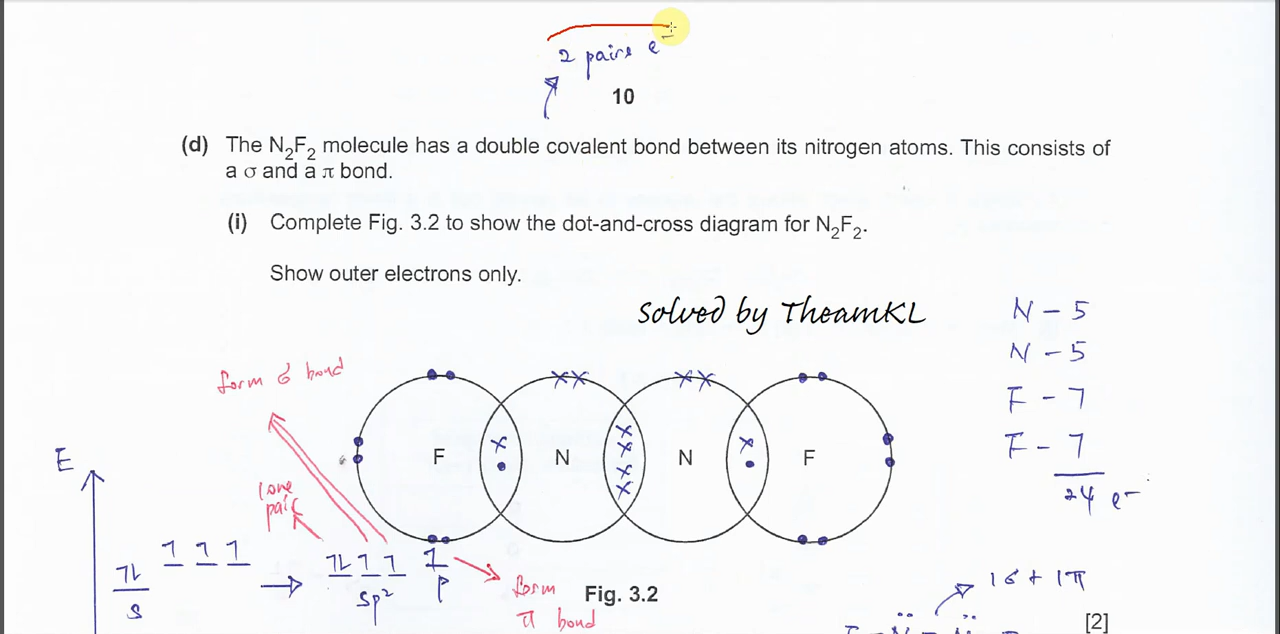 2 pairs e-
10
(d) The N₂F₂ molecule has a double covalent bond between its nitrogen atoms. This consists of
a σ and a π bond.
(i) Complete Fig. 3.2 to show the dot-and-cross diagram for N₂F₂.
Show outer electrons only.
Solved by TheamKL
N - 5
N - 5
F - 7
F - 7
24 e-
form σ bond
F N N F
E
lone
pair
s
sp²
p
form
π bond
Fig. 3.2
1σ + 1π
[2]